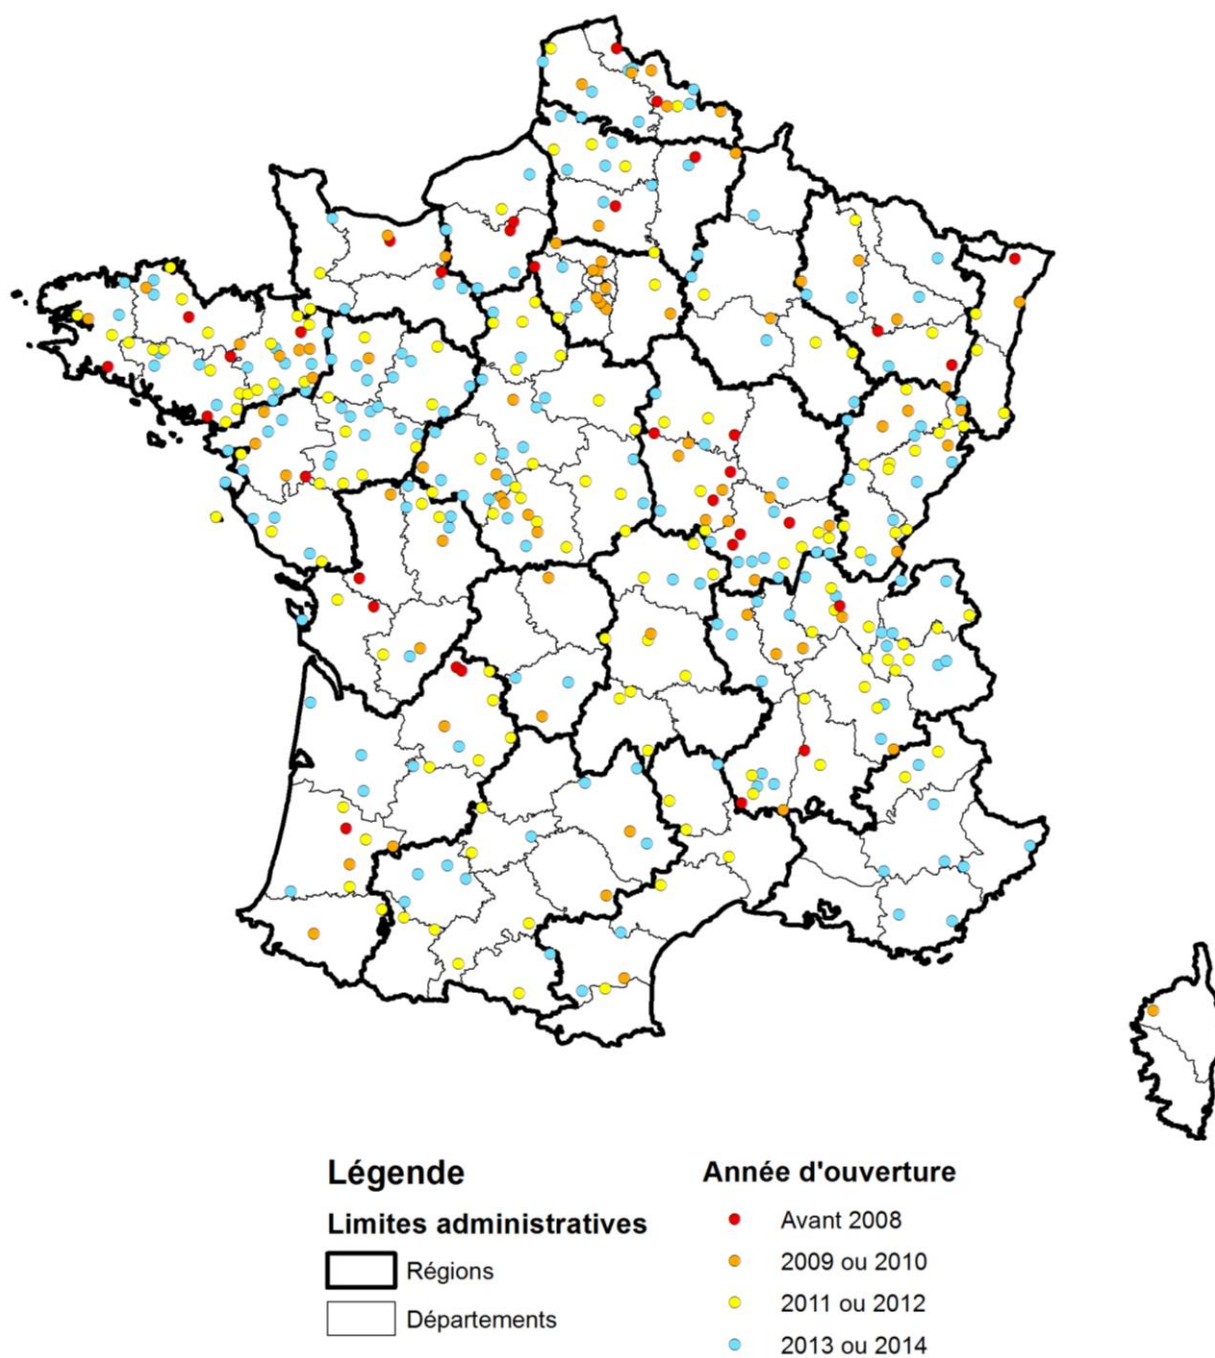 Légende
Limites administratives
Régions
Départements
Année d'ouverture
Avant 2008
2009 ou 2010
2011 ou 2012
2013 ou 2014